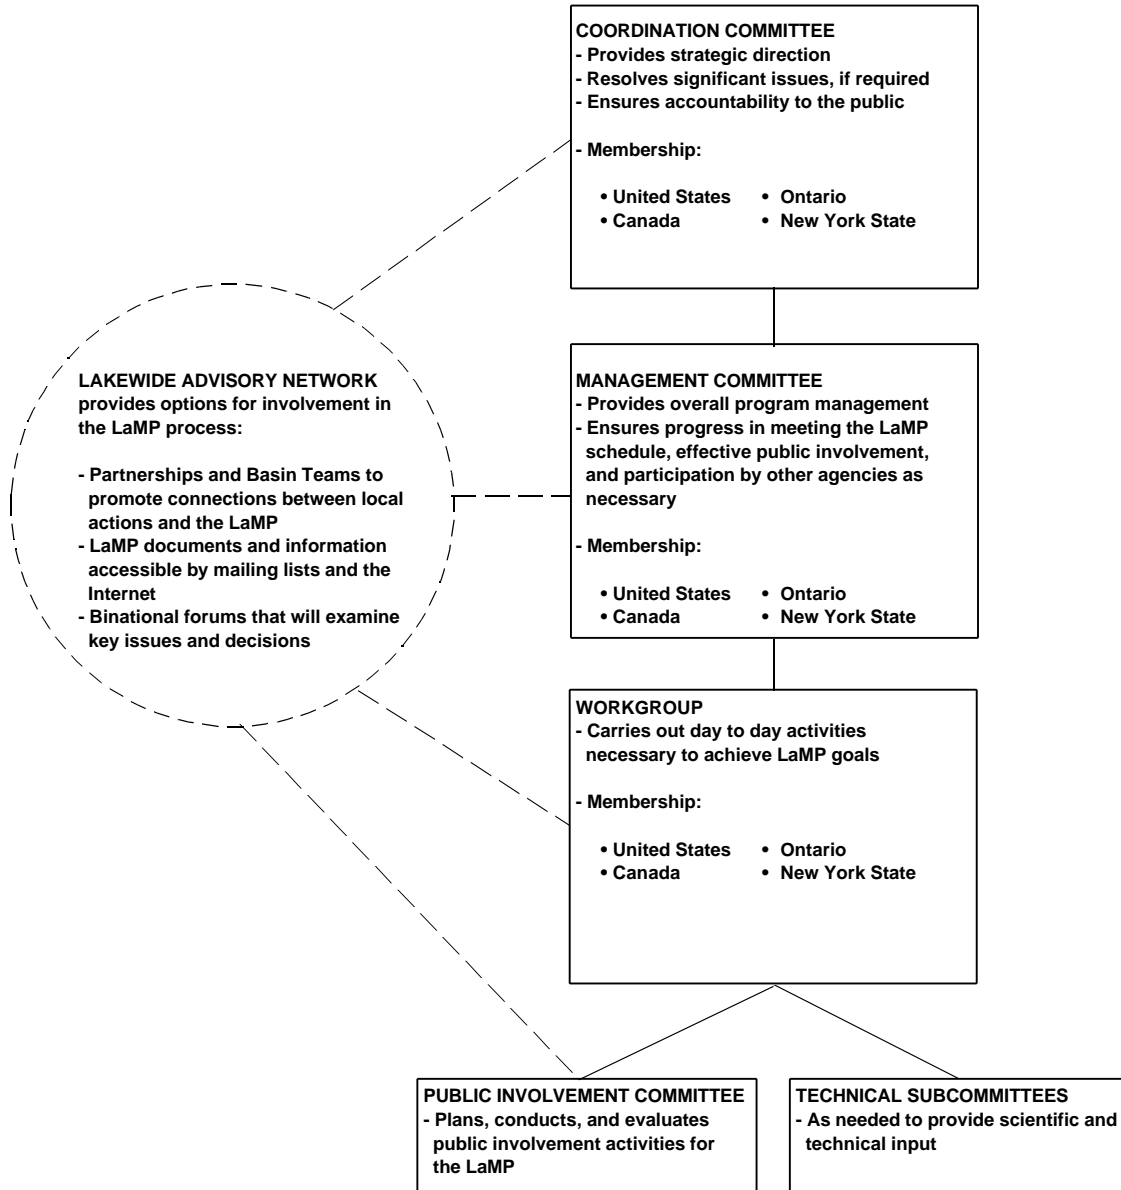 COORDINATION COMMITTEE
- Provides strategic direction
- Resolves significant issues, if required
- Ensures accountability to the public
- Membership:
• United States • Ontario
• Canada • New York State
LAKEWIDE ADVISORY NETWORK
provides options for involvement in
the LaMP process:
- Partnerships and Basin Teams to
promote connections between local
actions and the LaMP
- LaMP documents and information
accessible by mailing lists and the
Internet
- Binational forums that will examine
key issues and decisions
MANAGEMENT COMMITTEE
- Provides overall program management
- Ensures progress in meeting the LaMP
schedule, effective public involvement,
and participation by other agencies as
necessary
- Membership:
• United States • Ontario
• Canada • New York State
WORKGROUP
- Carries out day to day activities
necessary to achieve LaMP goals
- Membership:
• United States • Ontario
• Canada • New York State
PUBLIC INVOLVEMENT COMMITTEE
- Plans, conducts, and evaluates
public involvement activities for
the LaMP
TECHNICAL SUBCOMMITTEES
- As needed to provide scientific and
technical input